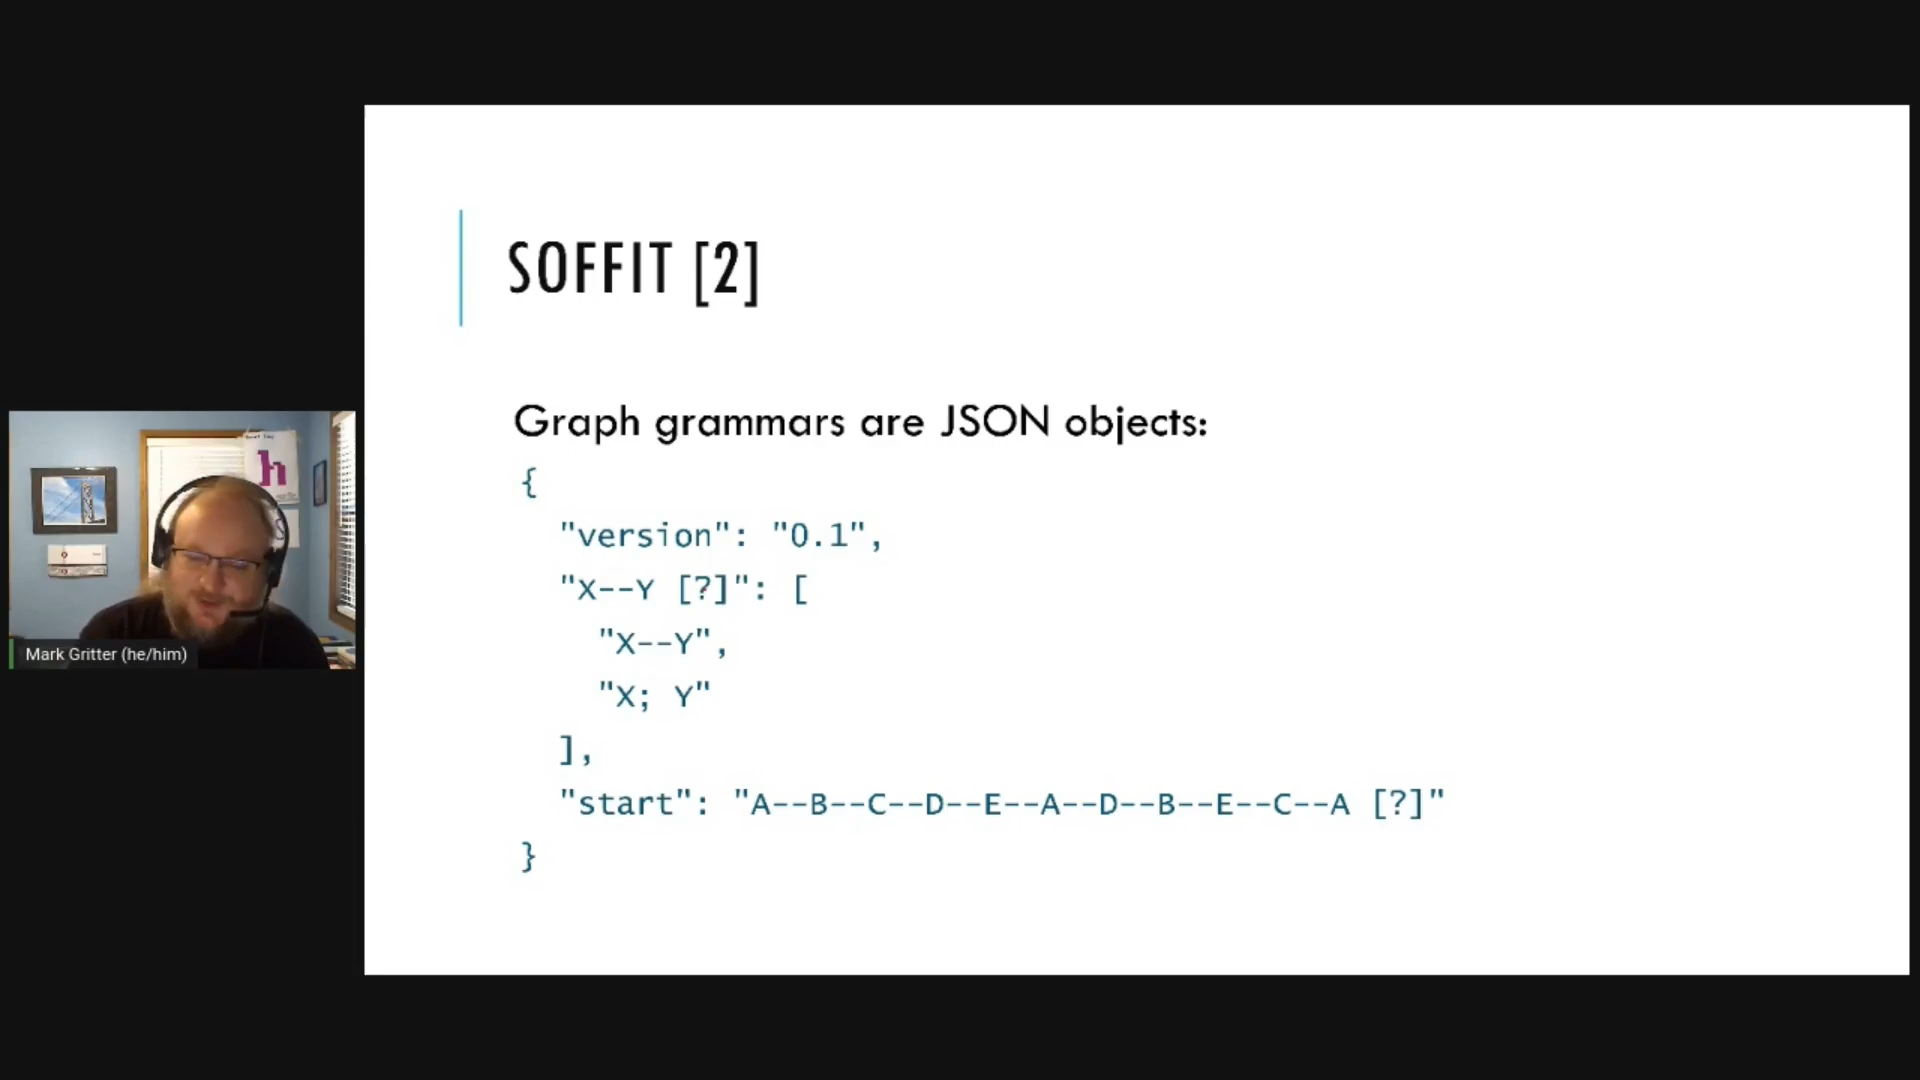 SOFFIT [2]
Graph grammars are JSON objects:
{
"version": "0.1",
"X--Y [?]": [
"X--Y",
"X; Y"
],
"start": "A--B--C--D--E--A--D--B--E--C--A [?]"
}
h
Mark Gritter (he/him)